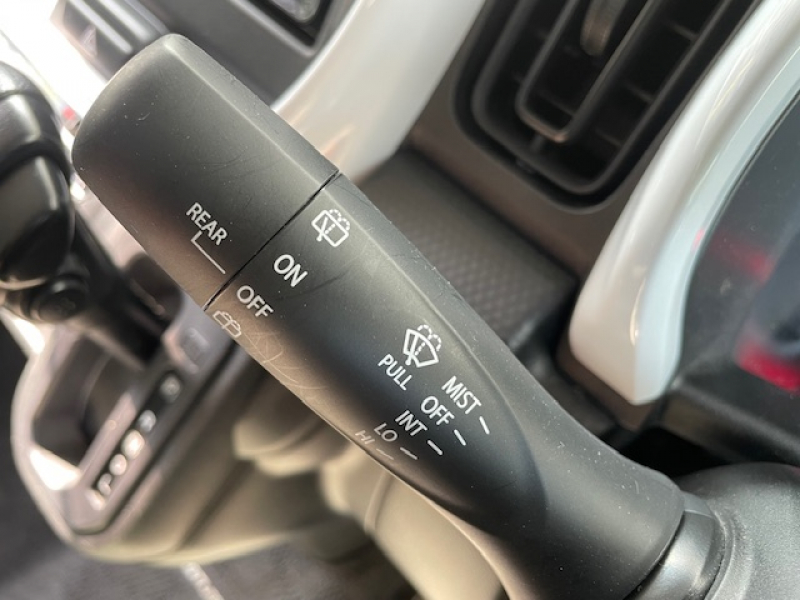 REAR
ON
OFF
PULL
MIST
OFF
INT
LO
HI